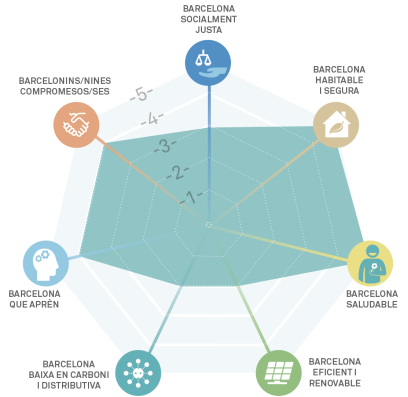 BARCELONA
SOCIALMENT
JUSTA
BARCELONINS/NINES
COMPROMESOS/SES
BARCELONA
HABITABLE
I SEGURA
-5-
-4-
-3-
-2-
-1-
BARCELONA
QUE APRÈN
BARCELONA
SALUDABLE
BARCELONA
BAIXA EN CARBONI
I DISTRIBUTIVA
BARCELONA
EFICIENT I
RENOVABLE